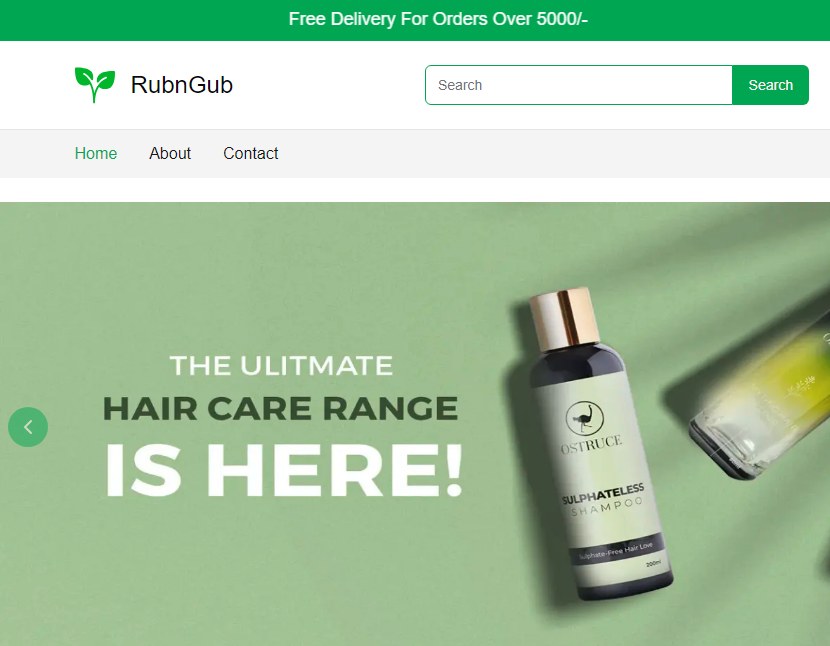 Free Delivery For Orders Over 5000/-
RubnGub
Search
Search
Home
About
Contact
THE ULITMATE
HAIR CARE RANGE
IS HERE!
OSTRUCE
SULPHATELESS
SHAMPOO
Sulphate-Free Hair Love
200ml